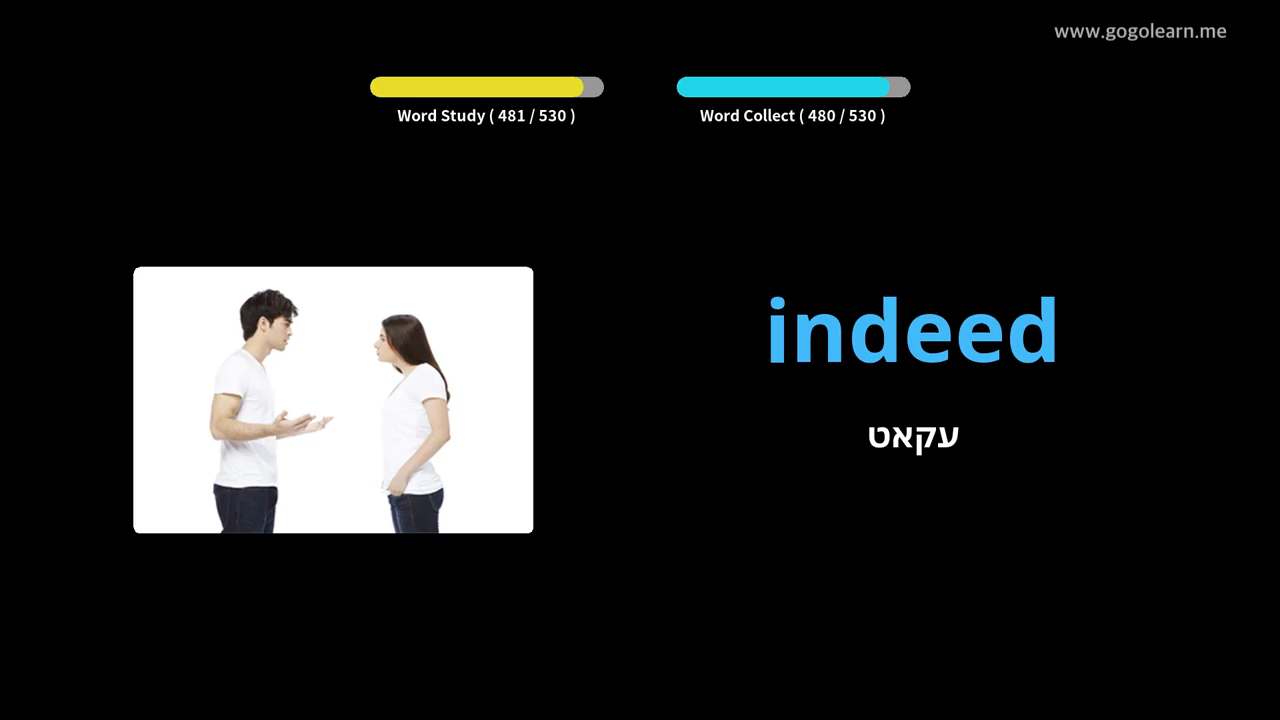 www.gogolearn.me
Word Study ( 481 / 530 )
Word Collect ( 480 / 530 )
indeed
עקאט